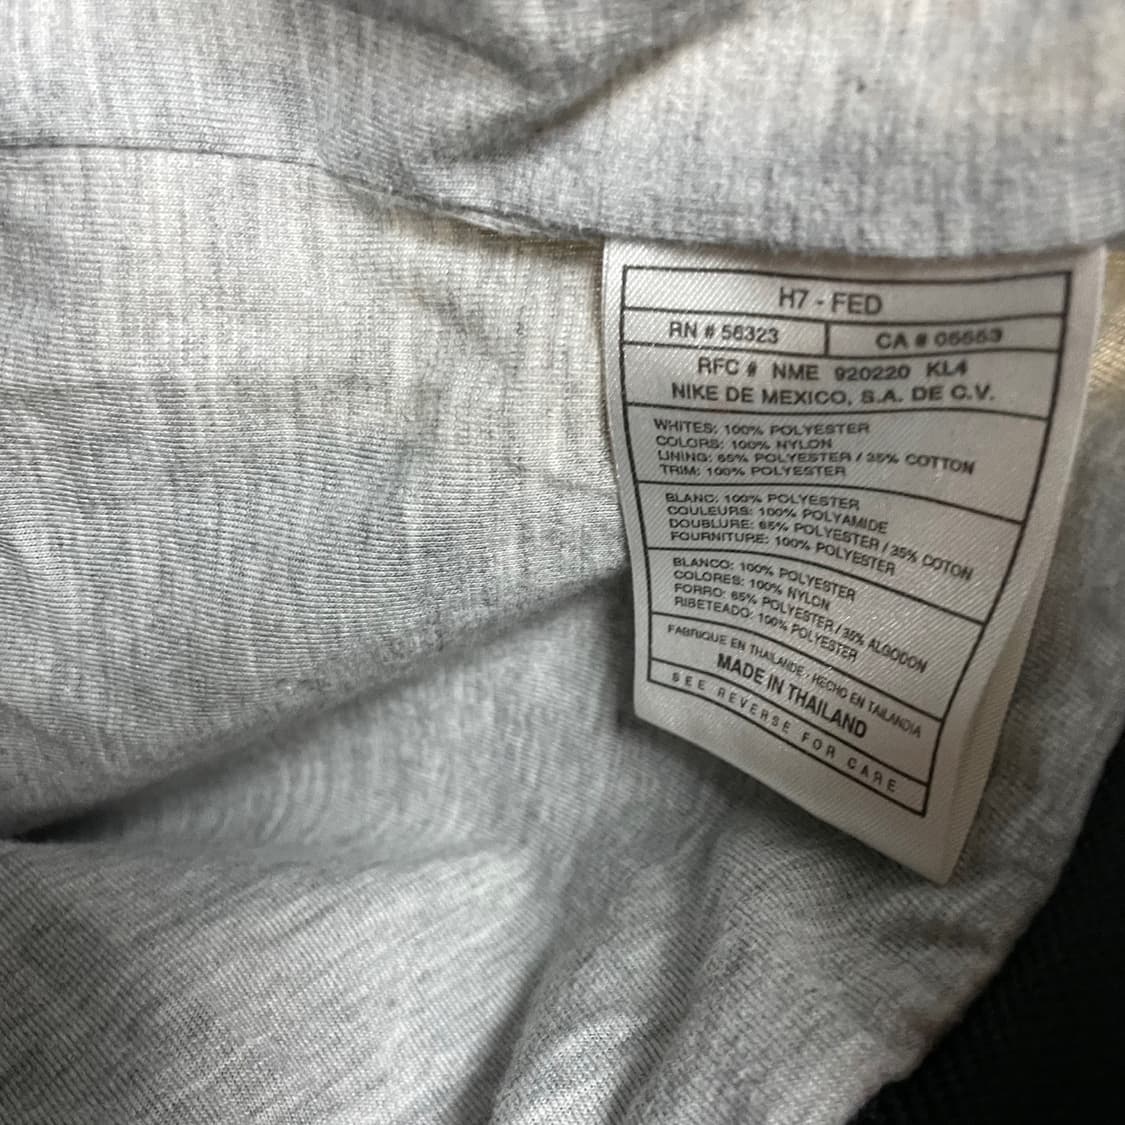 H7 - FED
RN # 56323 CA # 05553
RFC # NME 920220 KL4
NIKE DE MEXICO, S.A. DE C.V.
WHITES: 100% POLYESTER
COLORS: 100% NYLON
LINING: 65% POLYESTER / 35% COTTON
TRIM: 100% POLYESTER
BLANC: 100% POLYESTER
COULEURS: 100% POLYAMIDE
DOUBLURE: 65% POLYESTER / 35% COTON
FOURNITURE: 100% POLYESTER
BLANCO: 100% POLYESTER
COLORES: 100% NYLON
FORRO: 65% POLYESTER / 35% ALGODON
RIBETEADO: 100% POLYESTER
FABRIQUE EN THAILANDE - HECHO EN TAILANDIA
MADE IN THAILAND
SEE REVERSE FOR CARE